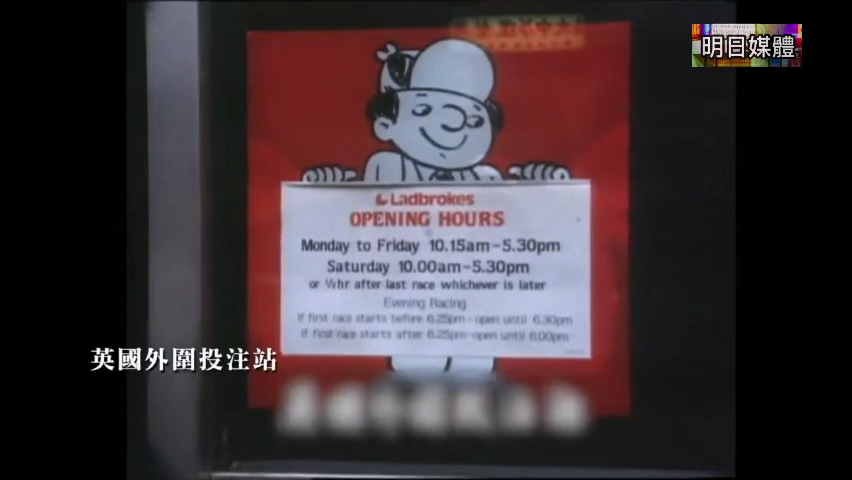 明日媒體
Ladbrokes
OPENING HOURS
Monday to Friday 10.15am-5.30pm
Saturday 10.00am-5.30pm
or ½hr after last race whichever is later
Evening Racing
If first race starts before 6.25pm-open until 6.30pm
If first race starts after 6.25pm-open until 6.00pm
英國外圍投注站